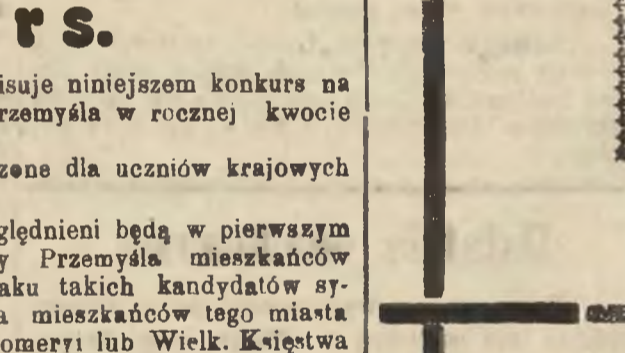 rs.
isuje niniejszem konkurs na
rzemyśla w rocznej kwocie
zone dla uczniów krajowych
ględnieni będą w pierwszym
y Przemyśla mieszkańców
aku takich kandydatów sy-
a mieszkańców tego miasta
omeryi lub Wielk. Księstwa